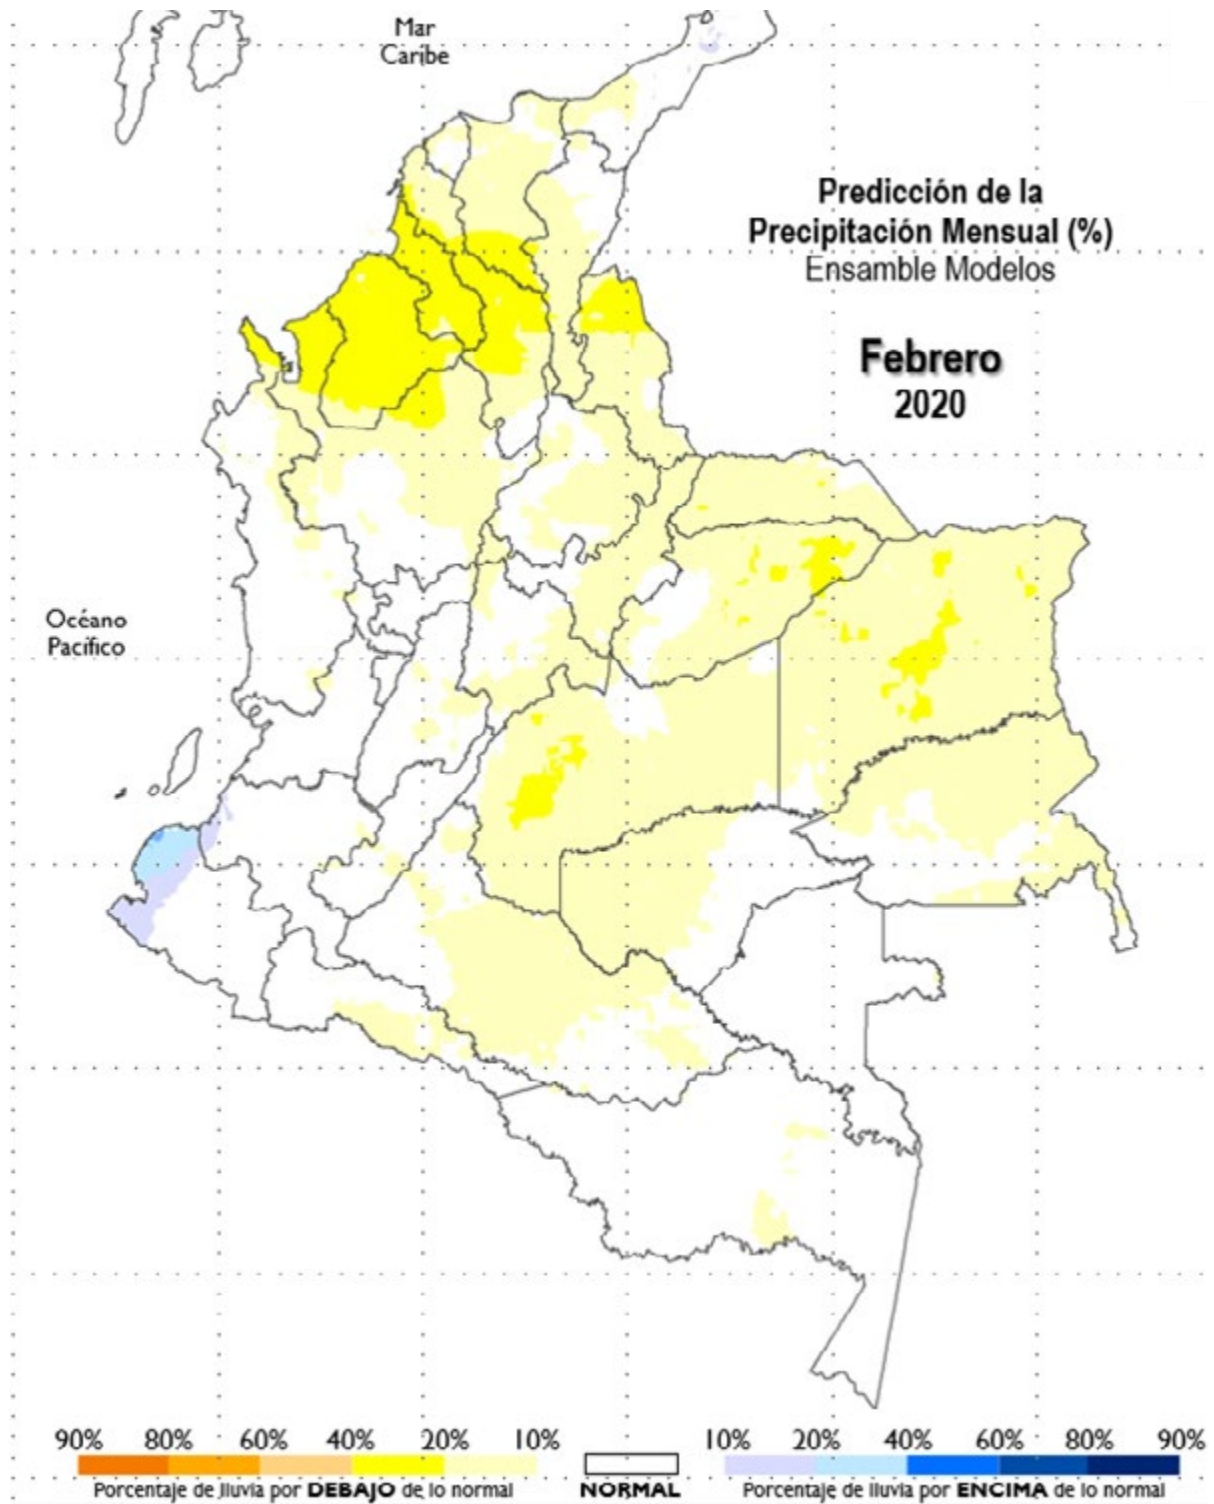 Mar
Caribe
Predicción de la
Precipitación Mensual (%)
Ensamble Modelos
Febrero
2020
Océano
Pacífico
90% 80% 60% 40% 20% 10% 10% 20% 40% 60% 80% 90%
Porcentaje de lluvia por DEBAJO de lo normal NORMAL Porcentaje de lluvia por ENCIMA de lo normal